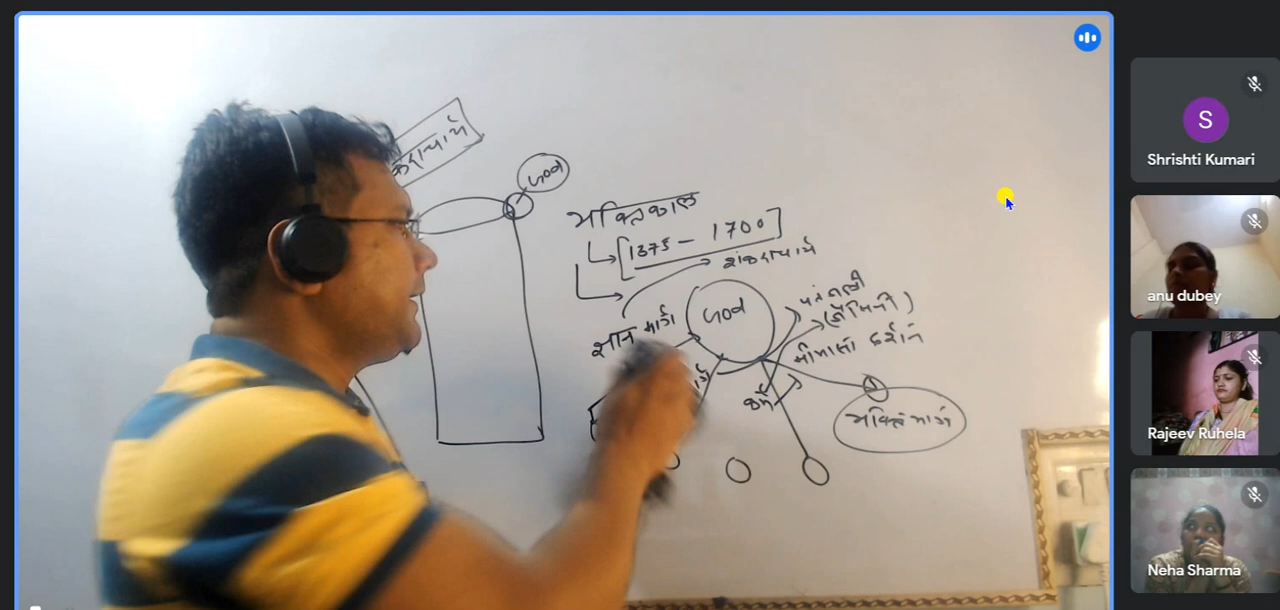 God
भक्तिकाल
[1375 - 1700]
शंकराचार्य
ज्ञान मार्ग
God
(जैमिनी)
मीमांसा दर्शन
कर्म
भक्ति मार्ग
S
Shrishti Kumari
anu dubey
Rajeev Ruhela
Neha Sharma